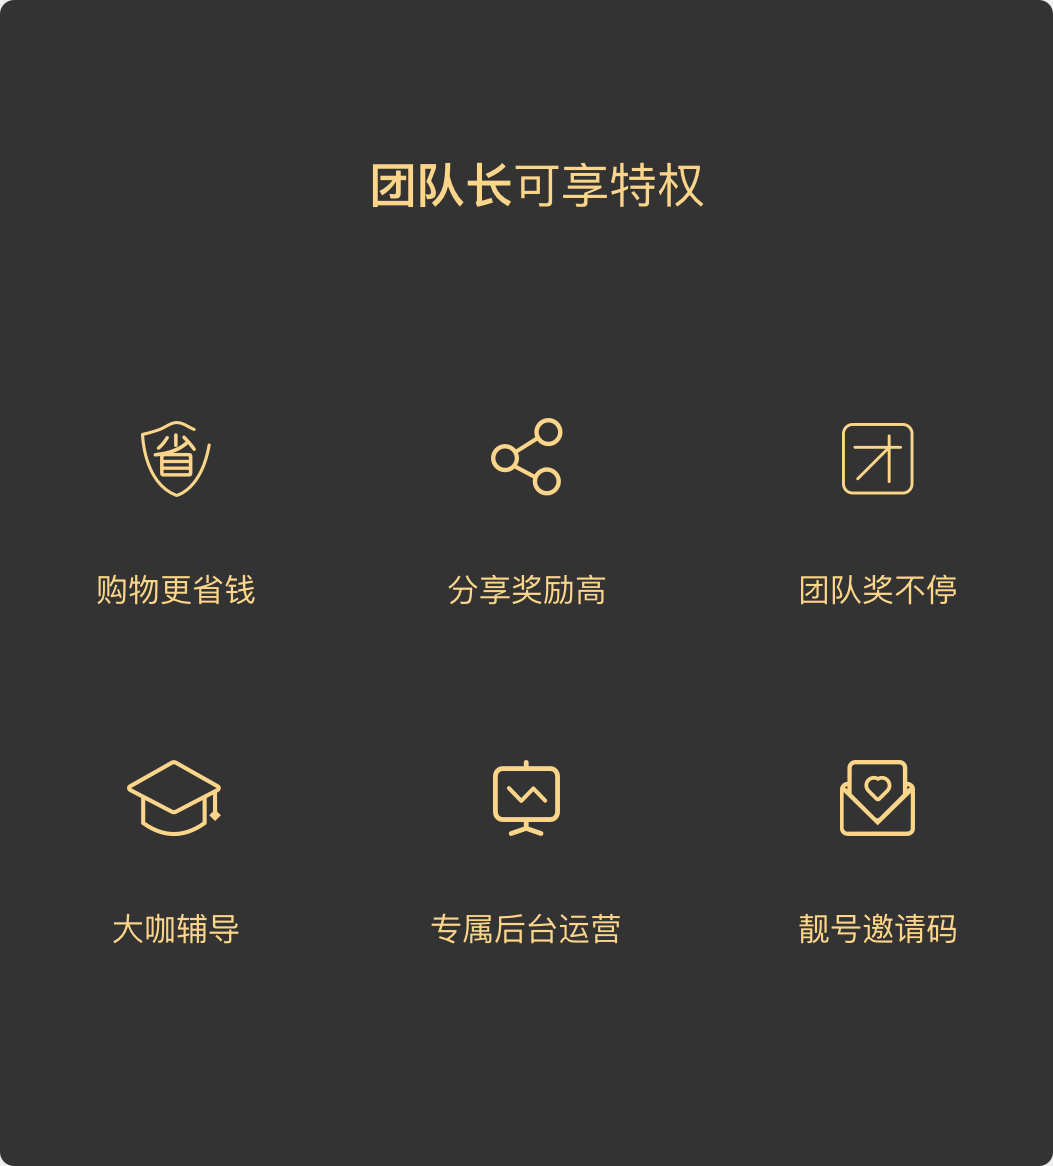 团队长可享特权
省
团
购物更省钱
分享奖励高
团队奖不停
大咖辅导
专属后台运营
靓号邀请码